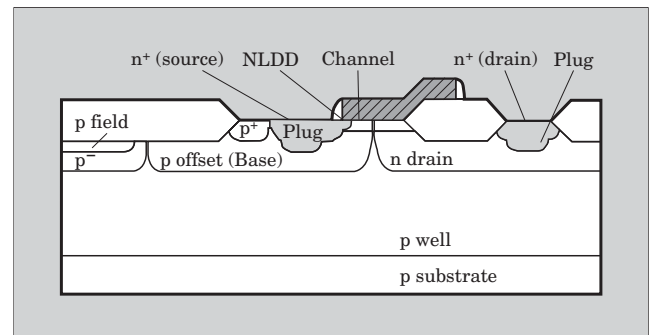 n⁺ (source) NLDD Channel n⁺ (drain) Plug
p field
p⁺ Plug
p⁻ p offset (Base) n drain
p well
p substrate